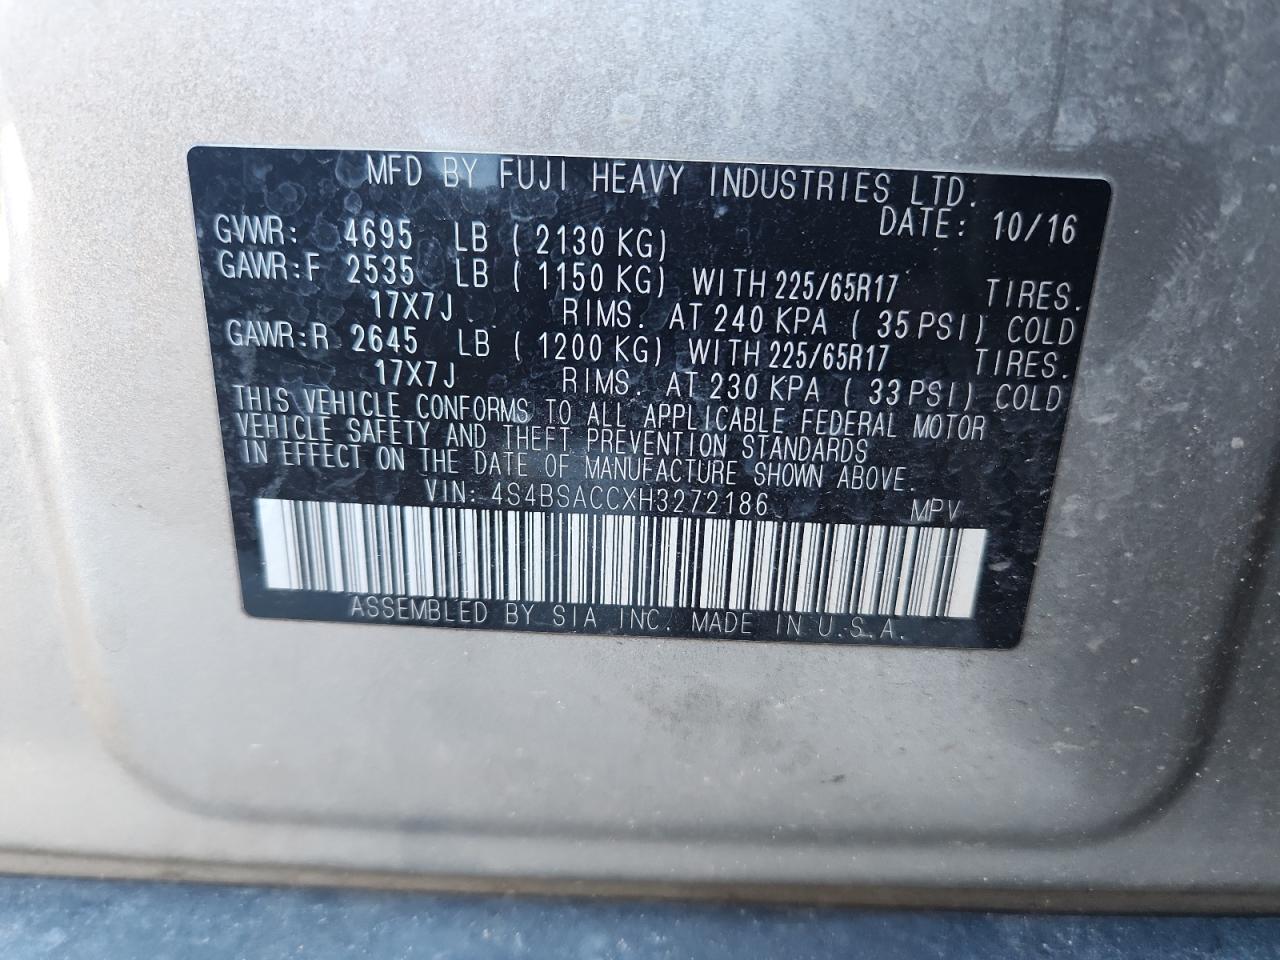 MFD BY FUJI HEAVY INDUSTRIES LTD.
DATE: 10/16
GVWR: 4695 LB ( 2130 KG)
GAWR:F 2535 LB ( 1150 KG) WITH 225/65R17 TIRES.
17X7J RIMS. AT 240 KPA ( 35 PSI) COLD
GAWR:R 2645 LB ( 1200 KG) WITH 225/65R17 TIRES.
17X7J RIMS. AT 230 KPA ( 33 PSI) COLD
THIS VEHICLE CONFORMS TO ALL APPLICABLE FEDERAL MOTOR
VEHICLE SAFETY AND THEFT PREVENTION STANDARDS
IN EFFECT ON THE DATE OF MANUFACTURE SHOWN ABOVE.
VIN: 4S4BSACCXH3272186 MPV
ASSEMBLED BY SIA INC. MADE IN U.S.A.